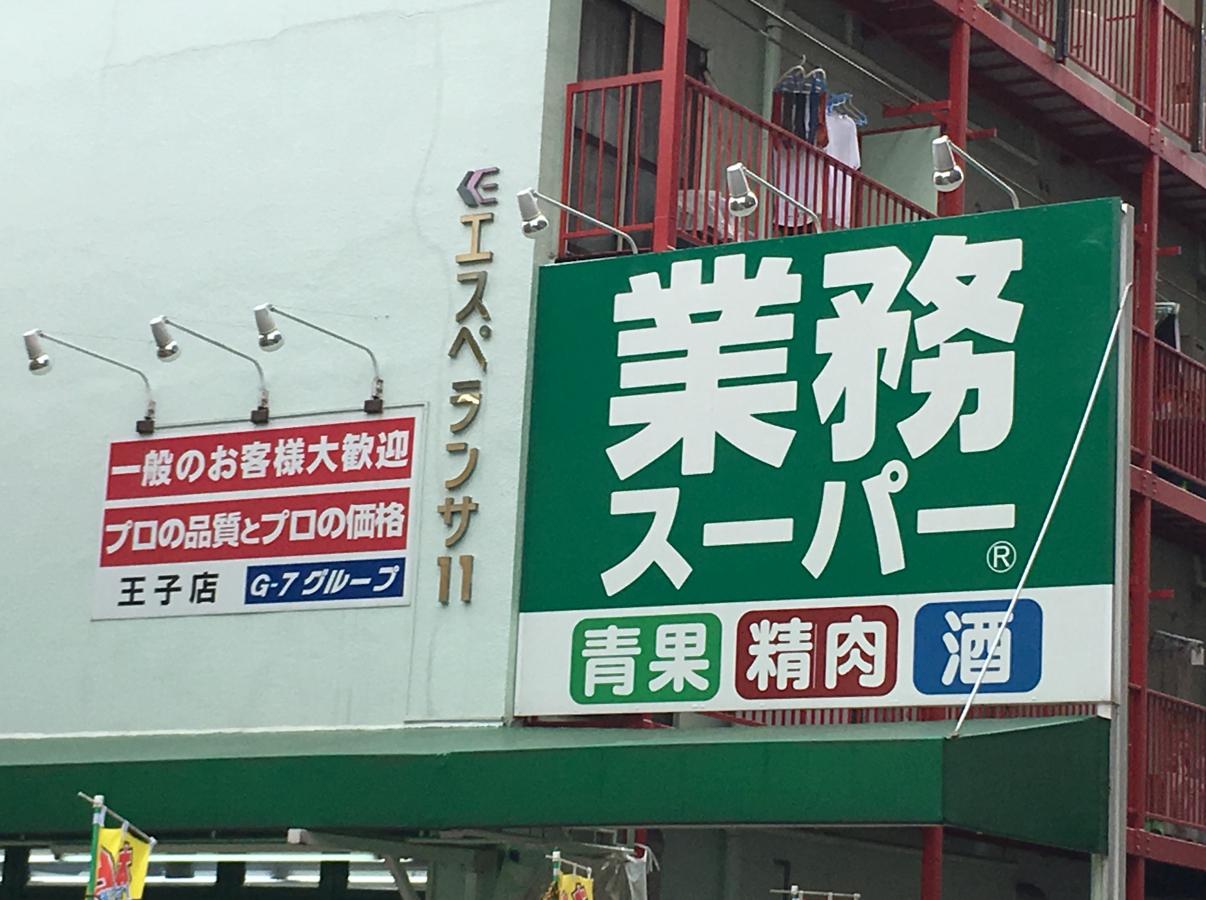 エスペランサ11
一般のお客様大歓迎
プロの品質とプロの価格
王子店 G-7グループ
業務
スーパー®
青果 精肉 酒